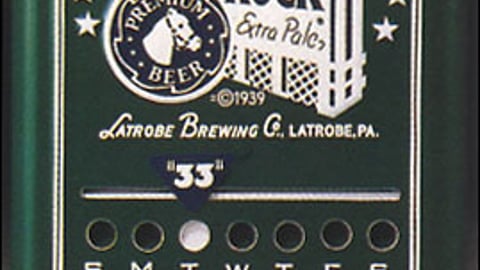 PREMIUM
BEER
ROCK
Extra Pale
=©1939
LATROBE BREWING CO., LATROBE, PA.
"33"
S M T W T F S